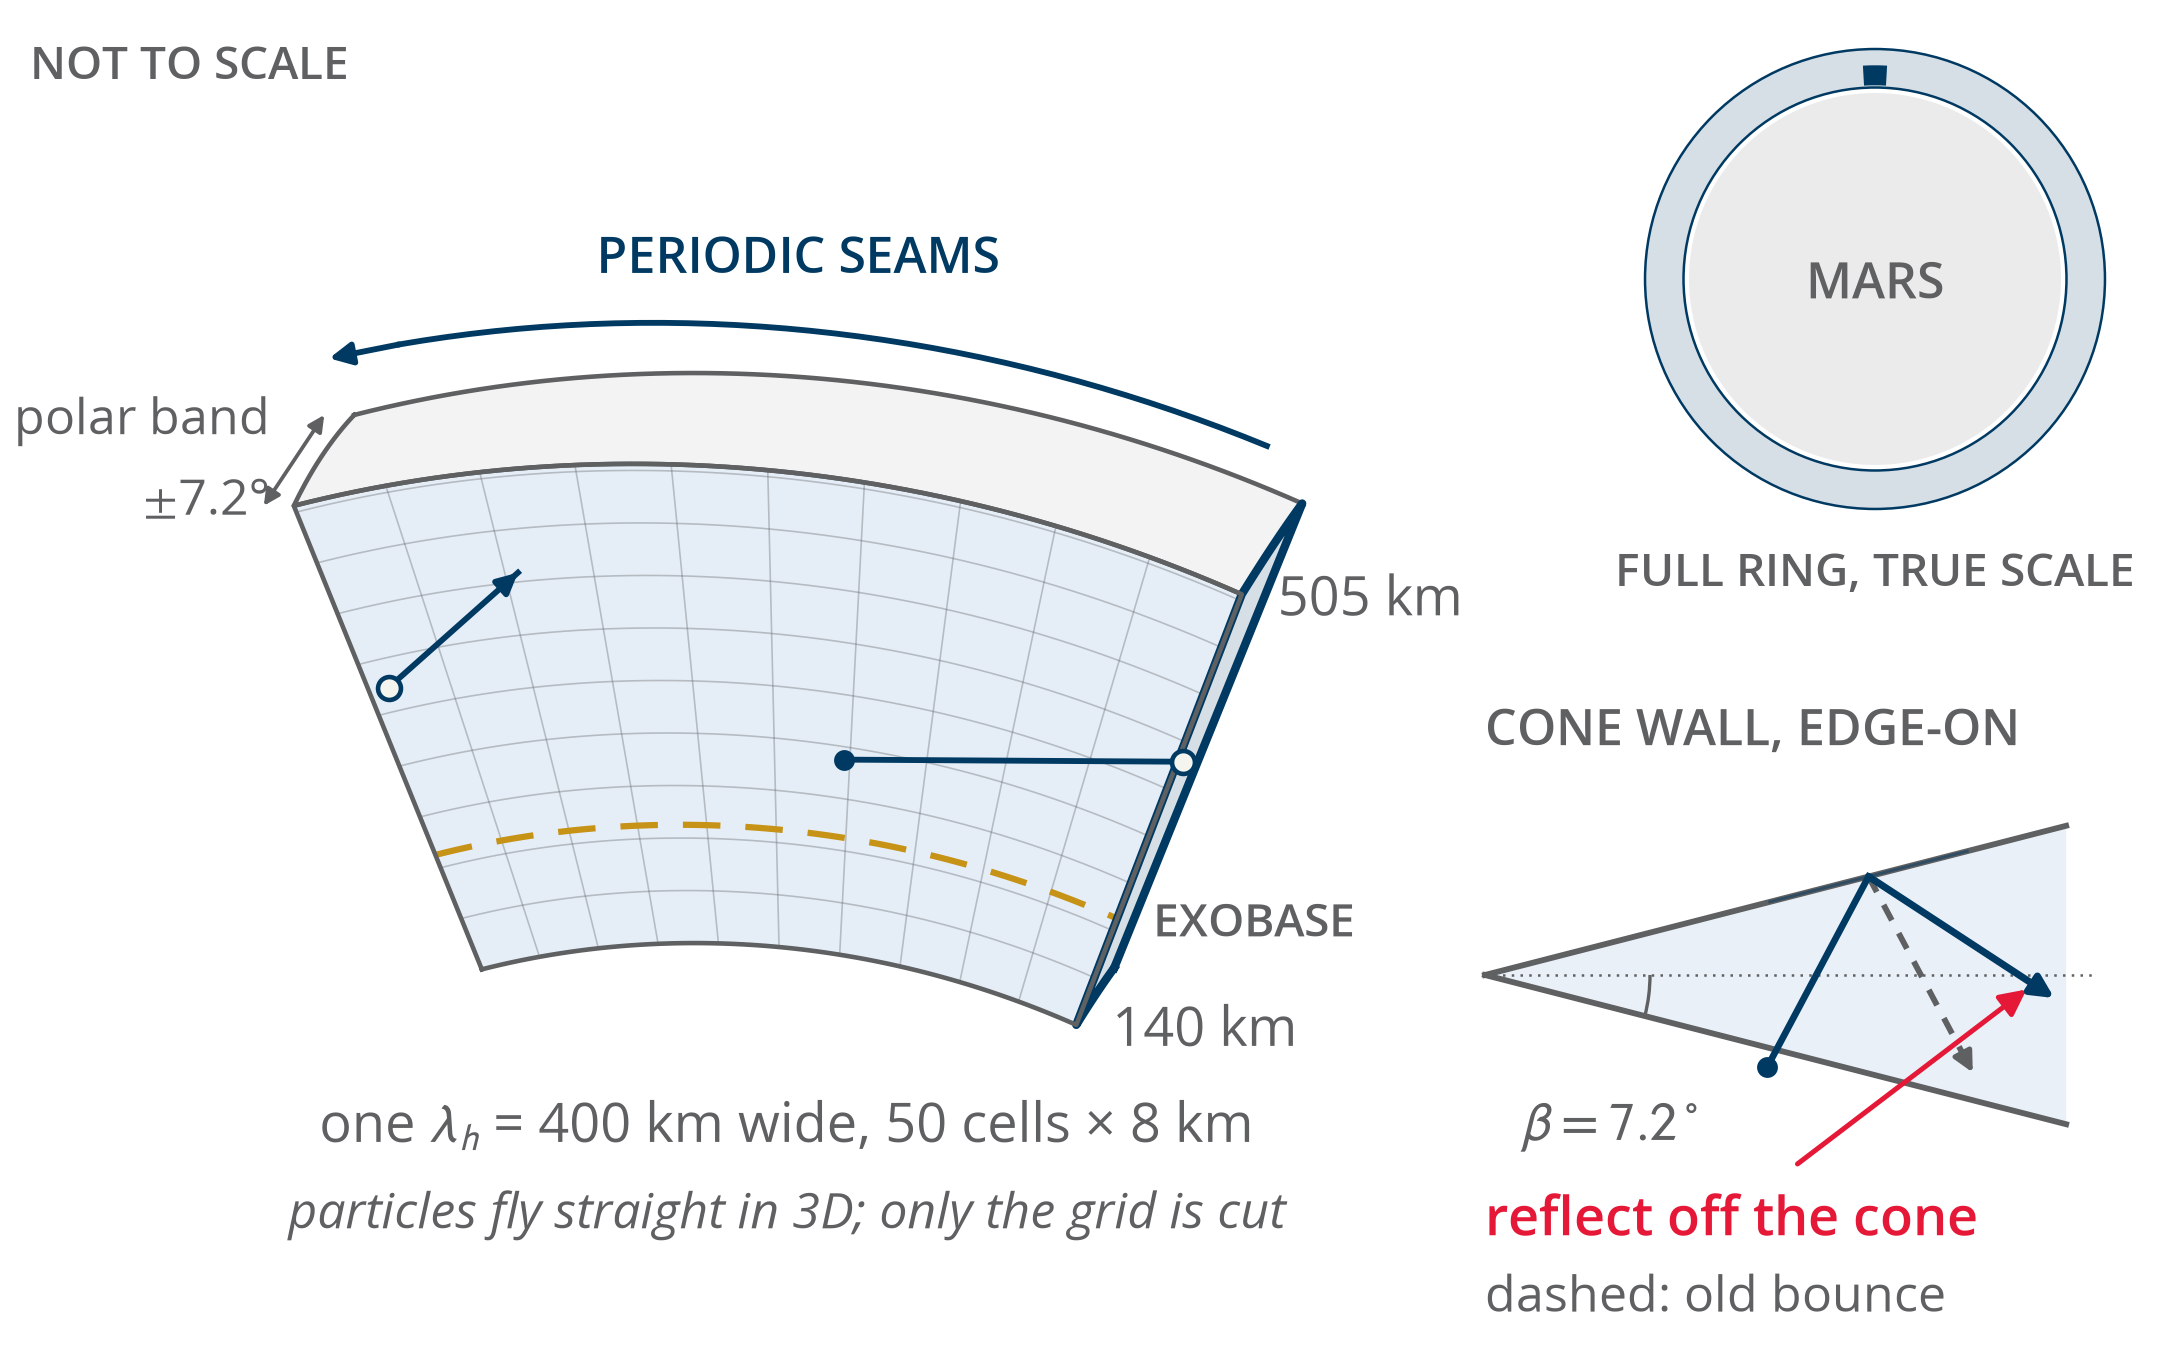 NOT TO SCALE
PERIODIC SEAMS
polar band
±7.2°
505 km
EXOBASE
140 km
one λₕ = 400 km wide, 50 cells × 8 km
particles fly straight in 3D; only the grid is cut
MARS
FULL RING, TRUE SCALE
CONE WALL, EDGE-ON
β = 7.2°
reflect off the cone
dashed: old bounce